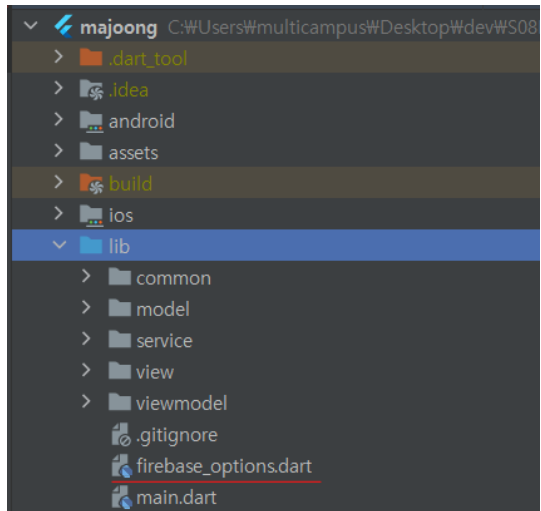 majoong C:₩Users₩multicampus₩Desktop₩dev₩S08
.dart_tool
.idea
android
assets
build
ios
lib
common
model
service
view
viewmodel
.gitignore
firebase_options.dart
main.dart